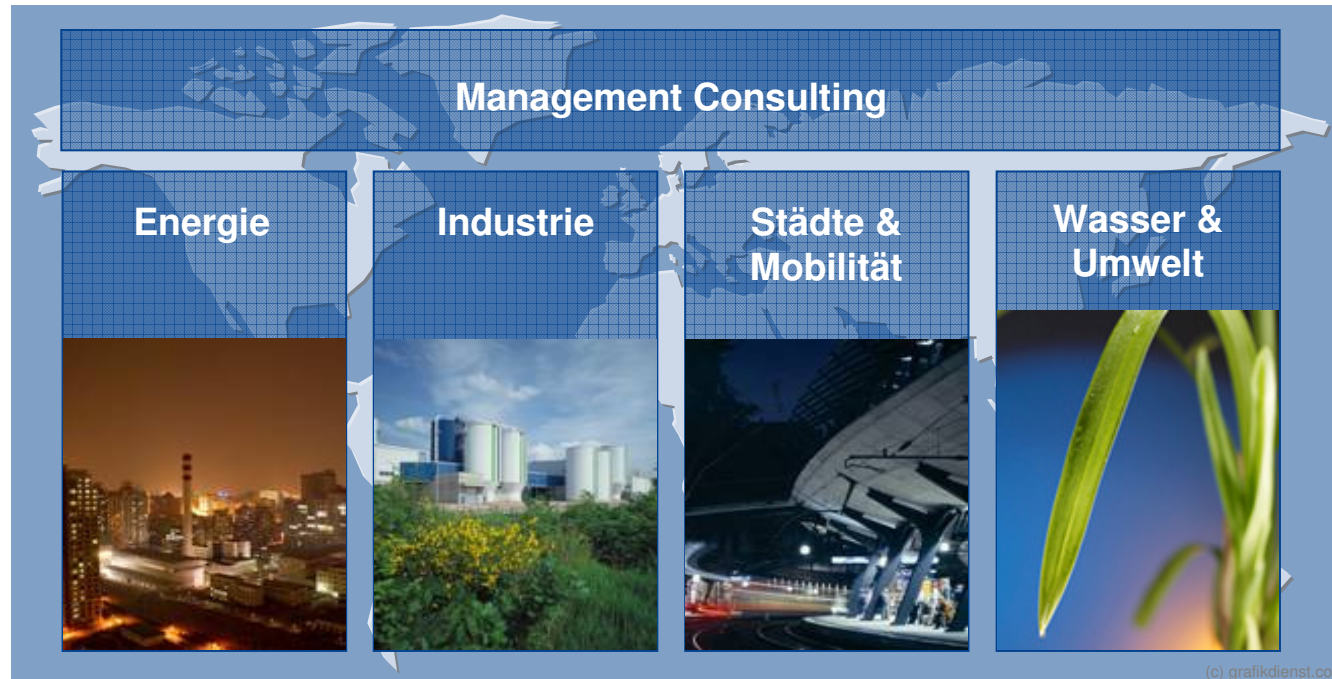 Management Consulting
Energie
Industrie
Städte &
Mobilität
Wasser &
Umwelt
(c) grafikdienst.co